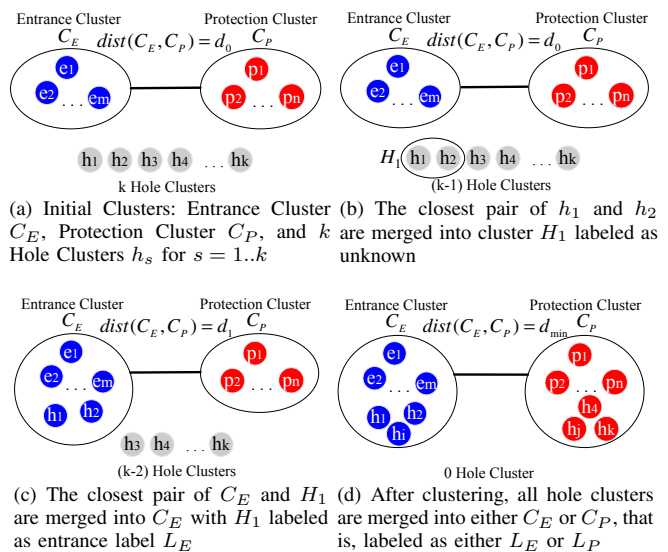 Entrance Cluster
Protection Cluster
C_E dist(C_E, C_P) = d_0 C_P
e1
e2 ... em
p1
p2 ... pn
h1 h2 h3 h4 ... hk
k Hole Clusters
(a) Initial Clusters: Entrance Cluster
C_E, Protection Cluster C_P, and k
Hole Clusters h_s for s = 1..k
Entrance Cluster
Protection Cluster
C_E dist(C_E, C_P) = d_0 C_P
e1
e2 ... em
p1
p2 ... pn
H_1 h1 h2 h3 h4 ... hk
(k-1) Hole Clusters
(b) The closest pair of h_1 and h_2
are merged into cluster H_1 labeled as
unknown
Entrance Cluster
Protection Cluster
C_E dist(C_E, C_P) = d_1 C_P
e1
e2 ... em
h1 h2
p1
p2 ... pn
h3 h4 ... hk
(k-2) Hole Clusters
(c) The closest pair of C_E and H_1
are merged into C_E with H_1 labeled
as entrance label L_E
Entrance Cluster
Protection Cluster
C_E dist(C_E, C_P) = d_min C_P
e1
e2 ... em
h1 h2
hi
p1
p2 ... pn
h4
hj hk
0 Hole Cluster
(d) After clustering, all hole clusters
are merged into either C_E or C_P, that
is, labeled as either L_E or L_P